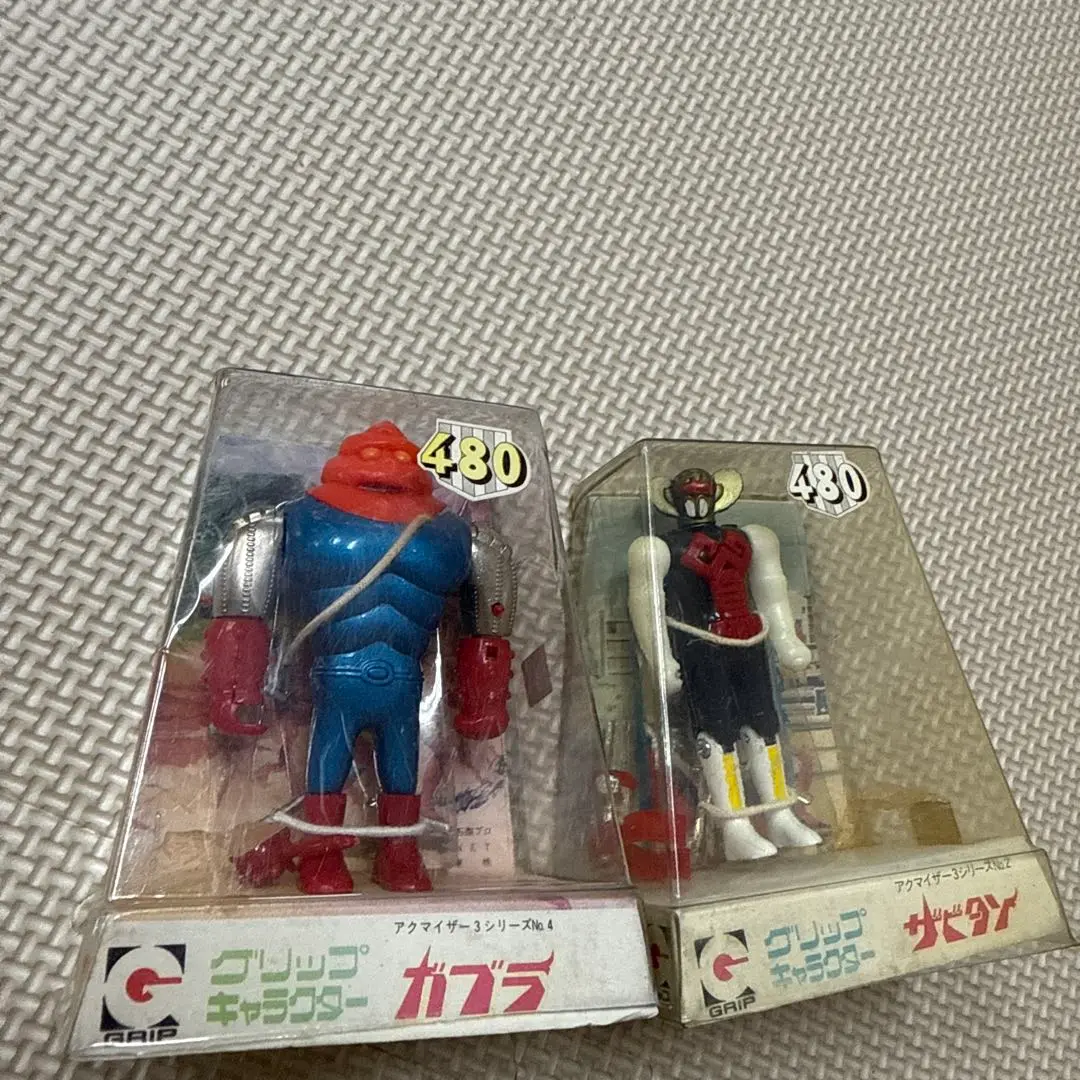 480
アクマイザー3シリーズ№4
グリップ
キャラクター
ガブラ
GRIP
480
アクマイザー3シリーズ№2
グリップ
キャラクター
ザビタン
GRIP